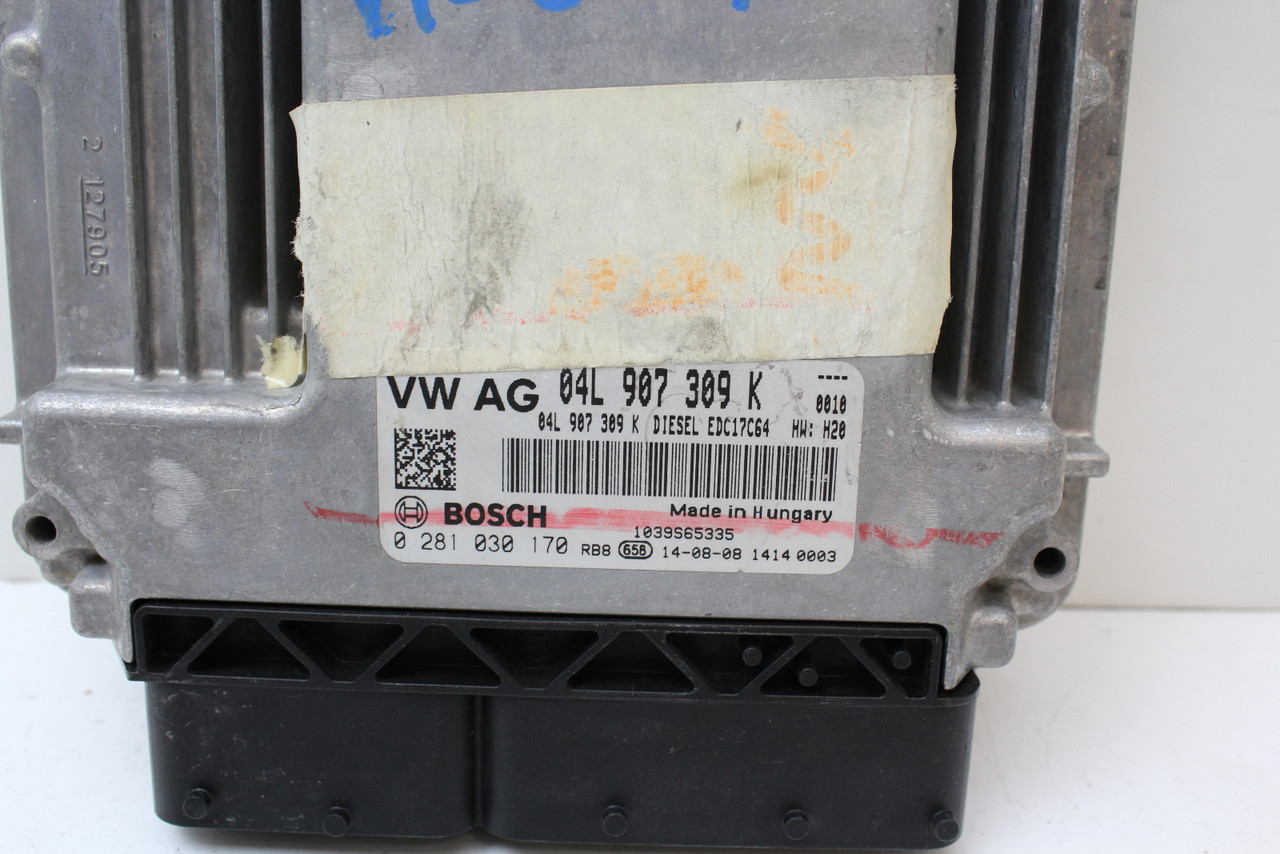 2 127905
VW AG 04L 907 309 K ----
0010
04L 907 309 K DIESEL EDC17C64 HW: H20
BOSCH Made in Hungary
1039S65335
0 281 030 170 RB8 658 14-08-08 1414 0003